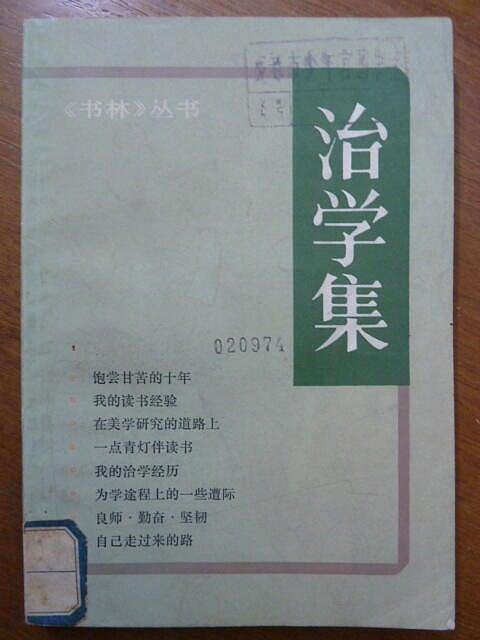 《书林》丛书
治学集
020974
饱尝甘苦的十年
我的读书经验
在美学研究的道路上
一点青灯伴读书
我的治学经历
为学途程上的一些遭际
良师·勤奋·坚韧
自己走过来的路